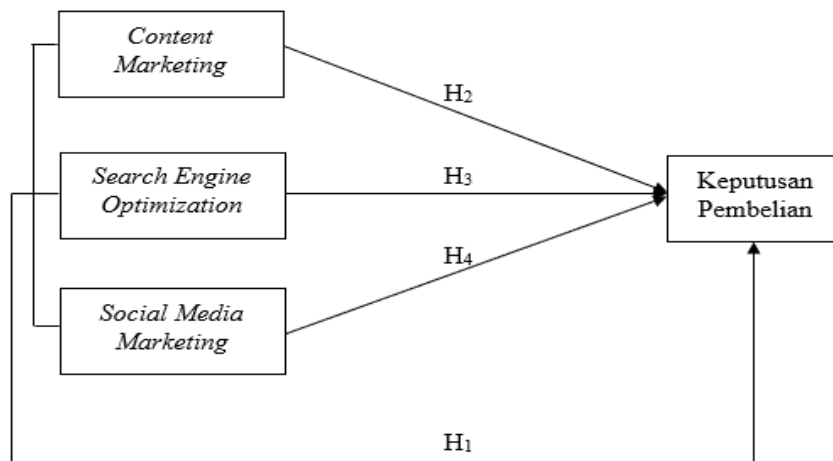 Content
Marketing
H₂
Search Engine
Optimization
H₃
Keputusan
Pembelian
H₄
Social Media
Marketing
H₁